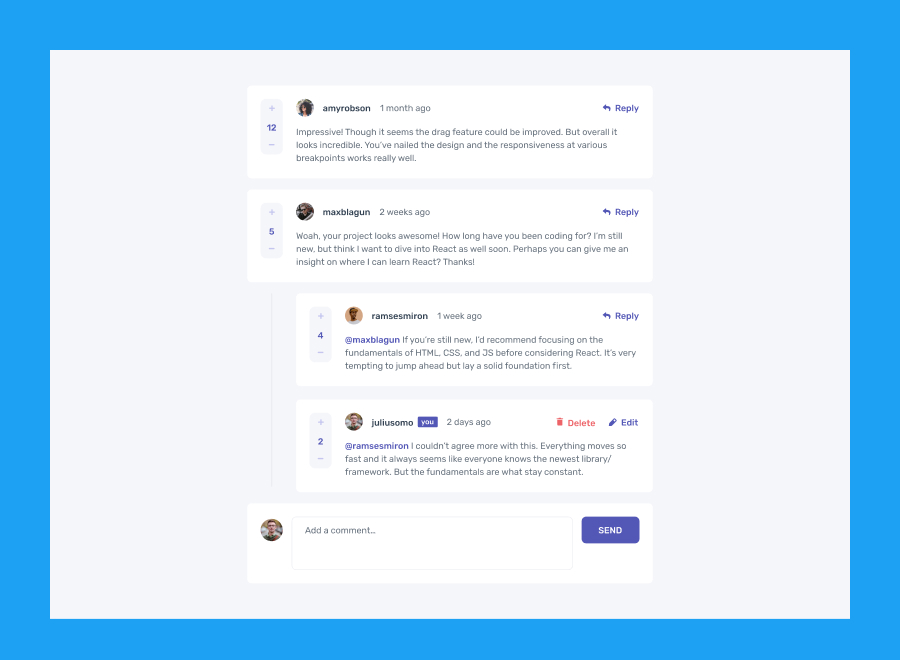 +
12
−
amyrobson 1 month ago Reply
Impressive! Though it seems the drag feature could be improved. But overall it
looks incredible. You've nailed the design and the responsiveness at various
breakpoints works really well.
+
5
−
maxblagun 2 weeks ago Reply
Woah, your project looks awesome! How long have you been coding for? I'm still
new, but think I want to dive into React as well soon. Perhaps you can give me an
insight on where I can learn React? Thanks!
+
4
−
ramsesmiron 1 week ago Reply
@maxblagun If you're still new, I'd recommend focusing on the
fundamentals of HTML, CSS, and JS before considering React. It's very
tempting to jump ahead but lay a solid foundation first.
+
2
−
juliusomo you 2 days ago Delete Edit
@ramsesmiron I couldn't agree more with this. Everything moves so
fast and it always seems like everyone knows the newest library/
framework. But the fundamentals are what stay constant.
Add a comment… SEND